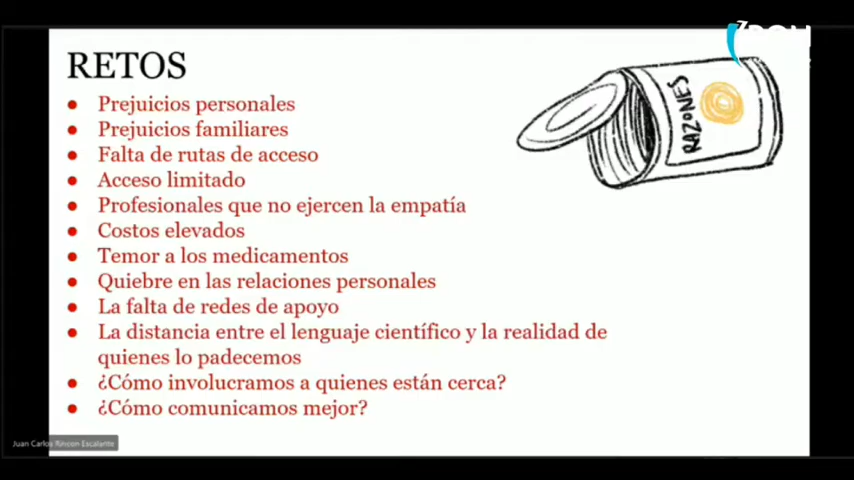 RETOS
● Prejuicios personales
● Prejuicios familiares
● Falta de rutas de acceso
● Acceso limitado
● Profesionales que no ejercen la empatía
● Costos elevados
● Temor a los medicamentos
● Quiebre en las relaciones personales
● La falta de redes de apoyo
● La distancia entre el lenguaje científico y la realidad de
quienes lo padecemos
● ¿Cómo involucramos a quienes están cerca?
● ¿Cómo comunicamos mejor?
RAZONES
Juan Carlos Rincon Escalante